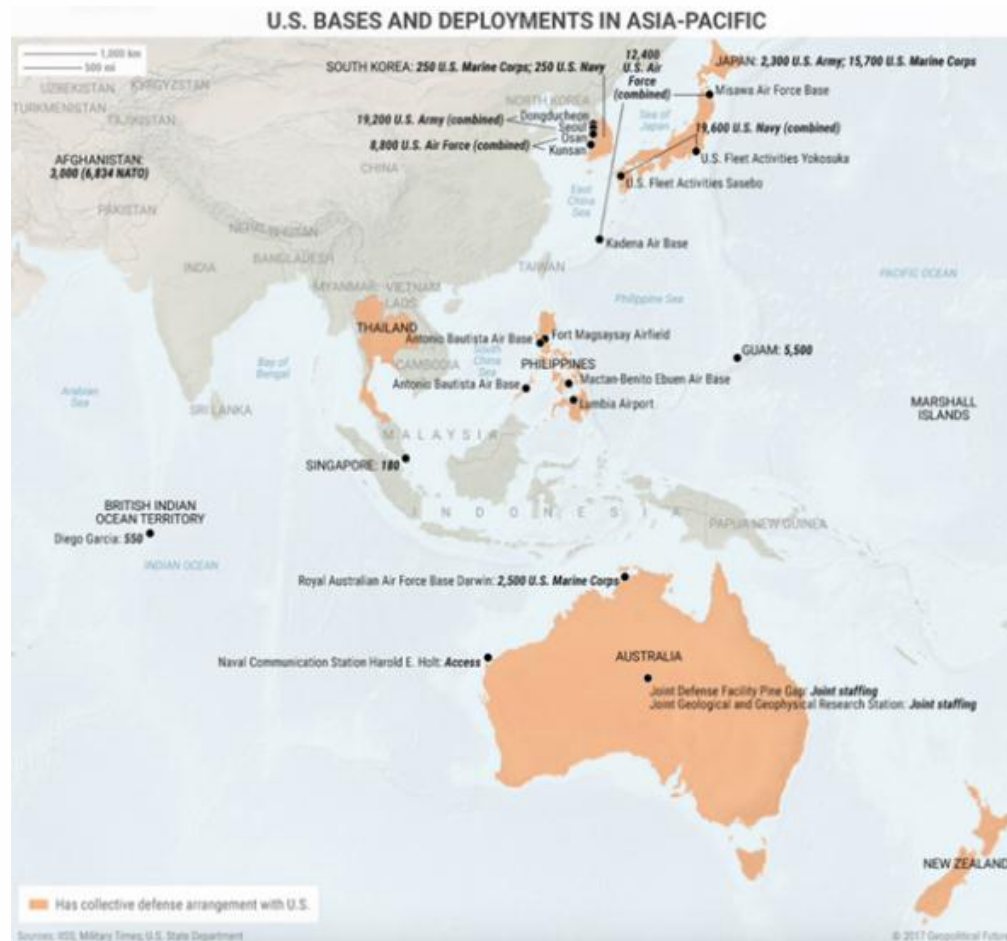 U.S. BASES AND DEPLOYMENTS IN ASIA-PACIFIC
1,000 km
500 mi
12,400
U.S. Air
Force
(combined)
SOUTH KOREA: 250 U.S. Marine Corps; 250 U.S. Navy
JAPAN: 2,300 U.S. Army; 15,700 U.S. Marine Corps
UZBEKISTAN
KYRGYZSTAN
TURKMENISTAN
TAJIKISTAN
NORTH KOREA
Misawa Air Force Base
Sea of
Japan
Dongducheon
19,200 U.S. Army (combined)
Seoul
Osan
8,800 U.S. Air Force (combined)
Kunsan
19,600 U.S. Navy (combined)
U.S. Fleet Activities Yokosuka
U.S. Fleet Activities Sasebo
AFGHANISTAN:
3,000 (6,834 NATO)
CHINA
PAKISTAN
East
China
Sea
NEPAL
BHUTAN
Kadena Air Base
BANGLADESH
INDIA
TAIWAN
PACIFIC OCEAN
MYANMAR
VIETNAM
LAOS
Philippine Sea
THAILAND
Antonio Bautista Air Base
Fort Magsaysay Airfield
South
China
Sea
GUAM: 5,500
Bay of
Bengal
CAMBODIA
PHILIPPINES
Antonio Bautista Air Base
Mactan-Benito Ebuen Air Base
Arabian
Sea
Lumbia Airport
MARSHALL
ISLANDS
SRI LANKA
MALAYSIA
SINGAPORE: 180
BRITISH INDIAN
OCEAN TERRITORY
Diego Garcia: 550
INDONESIA
PAPUA NEW GUINEA
INDIAN OCEAN
Royal Australian Air Force Base Darwin: 2,500 U.S. Marine Corps
Naval Communication Station Harold E. Holt: Access
AUSTRALIA
Joint Defense Facility Pine Gap: Joint staffing
Joint Geological and Geophysical Research Station: Joint staffing
NEW ZEALAND
Has collective defense arrangement with U.S.
Sources: IISS, Military Times, U.S. State Department
© 2017 Geopolitical Future